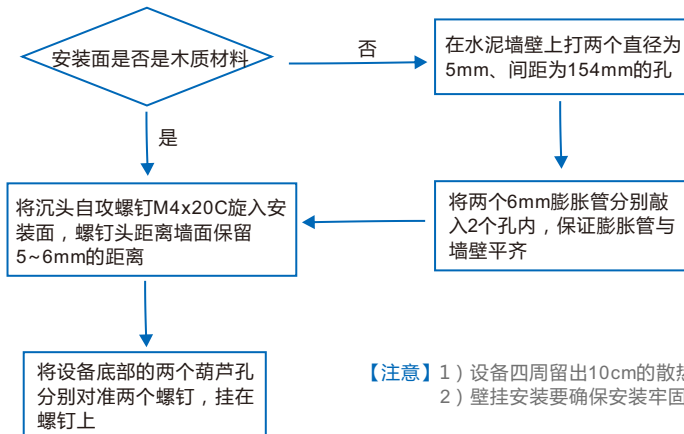 安装面是否是木质材料
否
在水泥墙壁上打两个直径为
5mm、间距为154mm的孔
是
将沉头自攻螺钉M4x20C旋入安
装面，螺钉头距离墙面保留
5~6mm的距离
将两个6mm膨胀管分别敲
入2个孔内，保证膨胀管与
墙壁平齐
将设备底部的两个葫芦孔
分别对准两个螺钉，挂在
螺钉上
【注意】1）设备四周留出10cm的散热
2）壁挂安装要确保安装牢固